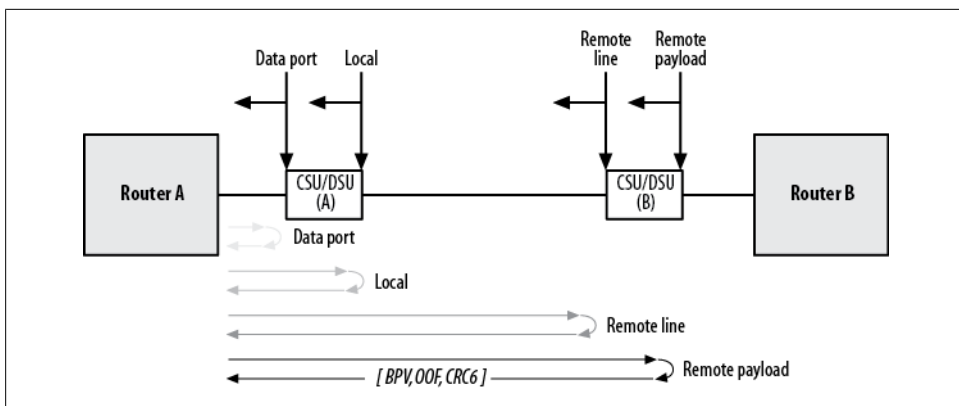 Data port
Local
Remote
line
Remote
payload
Router A
CSU/DSU
(A)
CSU/DSU
(B)
Router B
Data port
Local
Remote line
Remote payload
[ BPV,OOF,CRC6 ]